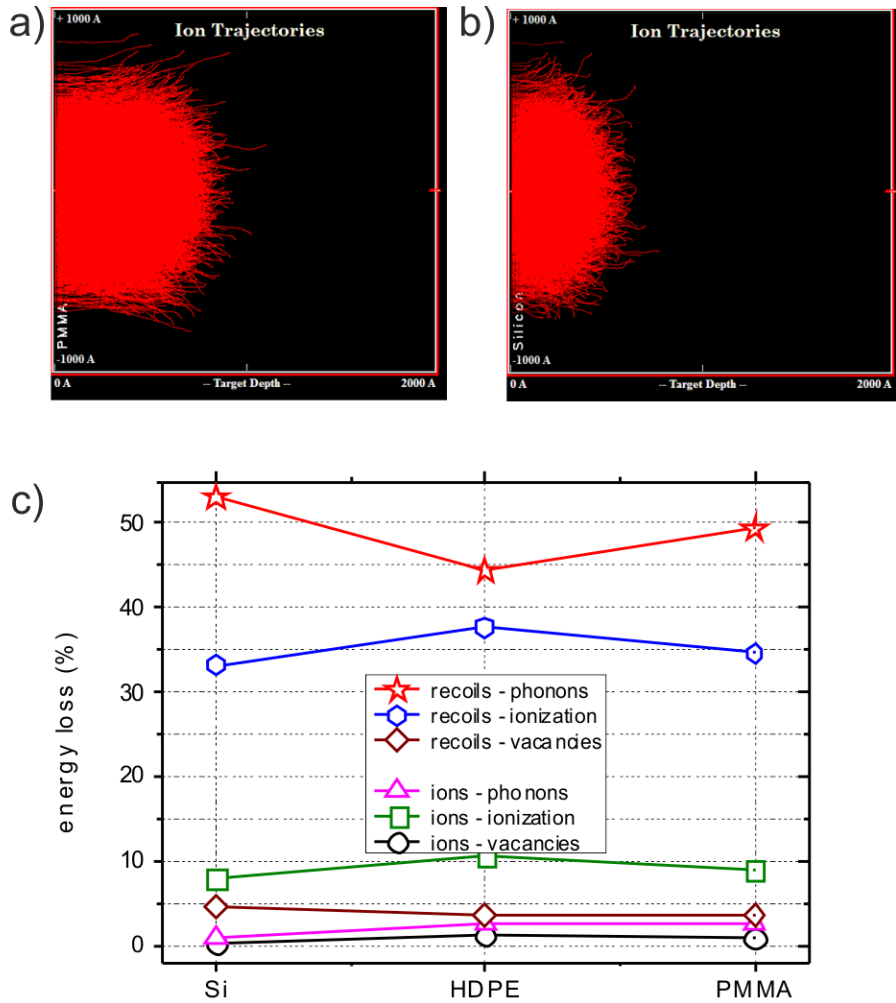 a)
+ 1000 A
Ion Trajectories
PMMA
-1000 A
0 A
-- Target Depth --
2000 A
b)
+ 1000 A
Ion Trajectories
Silicon
-1000 A
0 A
-- Target Depth --
2000 A
c)
energy loss (%)
50
40
30
20
10
0
recoils - phonons
recoils - ionization
recoils - vacancies
ions - phonons
ions - ionization
ions - vacancies
Si
HDPE
PMMA